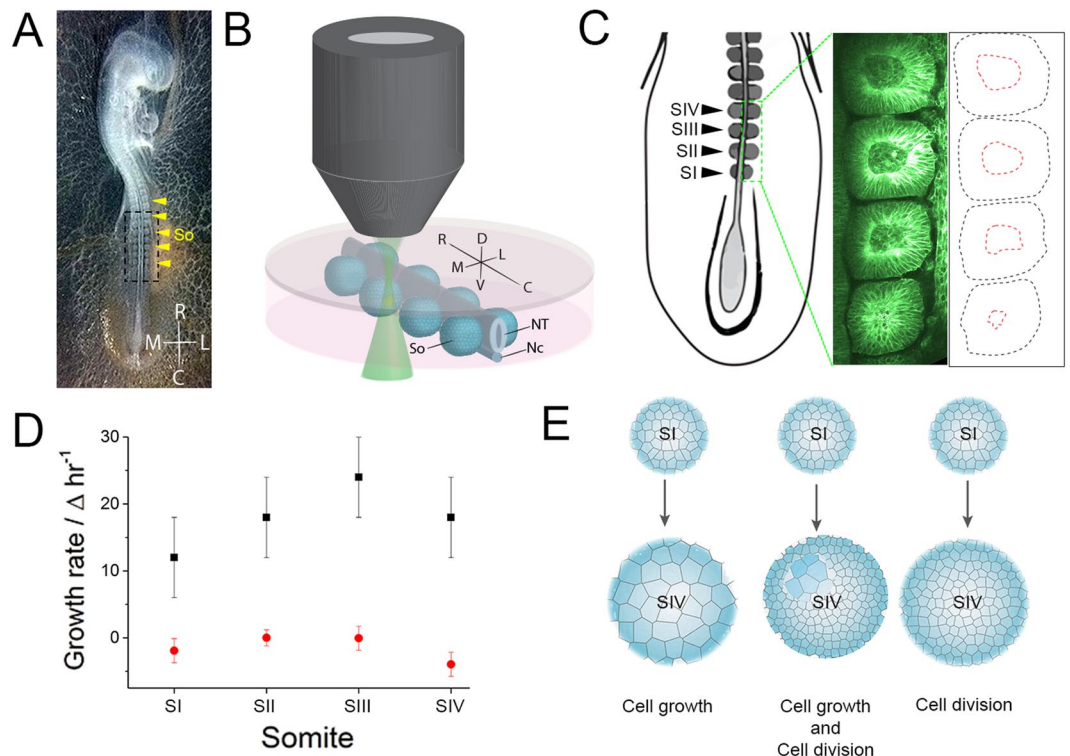 A
So
R
M L
C
B
R
D
L
M
V
C
So
NT
Nc
C
SIV
SIII
SII
SI
D
Growth rate / Δ hr⁻¹
30
20
10
0
SI SII SIII SIV
Somite
E
SI SI SI
SIV SIV SIV
Cell growth
Cell growth
and
Cell division
Cell division